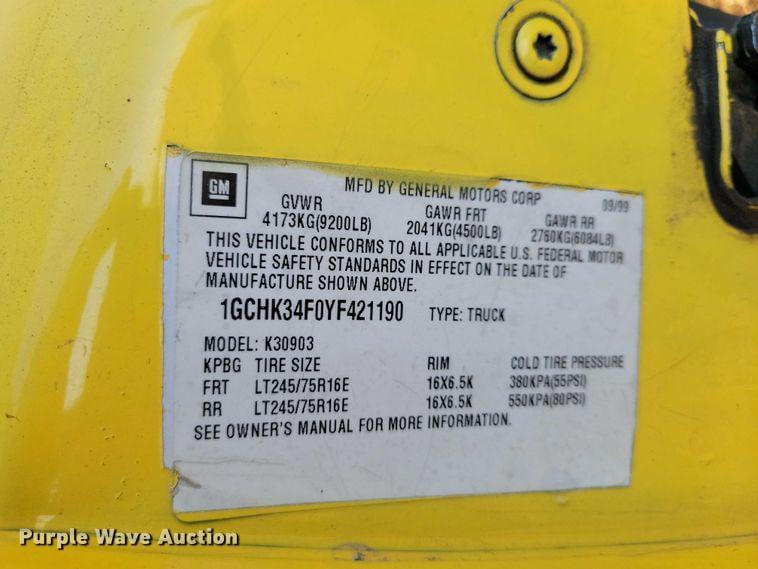 GM
MFD BY GENERAL MOTORS CORP 09/99
GVWR GAWR FRT GAWR RR
4173KG(9200LB) 2041KG(4500LB) 2760KG(6084LB)
THIS VEHICLE CONFORMS TO ALL APPLICABLE U.S. FEDERAL MOTOR
VEHICLE SAFETY STANDARDS IN EFFECT ON THE DATE OF
MANUFACTURE SHOWN ABOVE.
1GCHK34F0YF421190 TYPE: TRUCK
MODEL: K30903
KPBG TIRE SIZE RIM COLD TIRE PRESSURE
FRT LT245/75R16E 16X6.5K 380KPA(55PSI)
RR LT245/75R16E 16X6.5K 550KPA(80PSI)
SEE OWNER'S MANUAL FOR MORE INFORMATION.
Purple Wave Auction